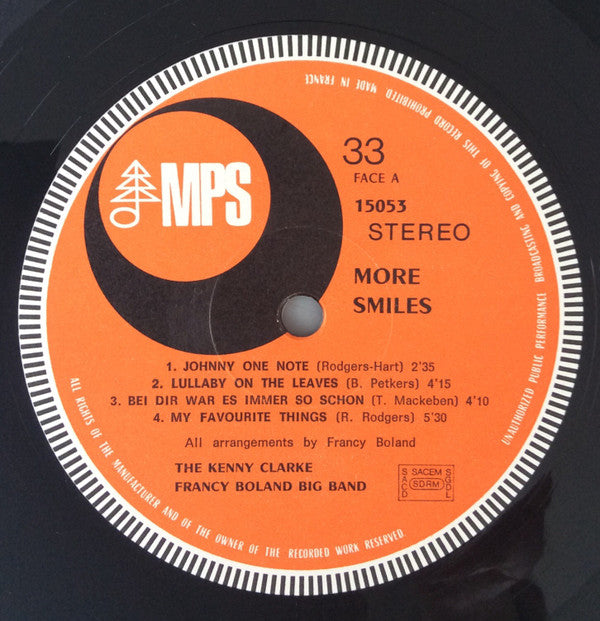 MPS
33
FACE A
15053
STEREO
MORE
SMILES
1. JOHNNY ONE NOTE (Rodgers-Hart) 2'35
2. LULLABY ON THE LEAVES (B. Petkers) 4'15
3. BEI DIR WAR ES IMMER SO SCHON (T. Mackeben) 4'10
4. MY FAVOURITE THINGS (R. Rodgers) 5'30
All arrangements by Francy Boland
THE KENNY CLARKE
FRANCY BOLAND BIG BAND
SACD SACEM SDRM SGDL
ALL RIGHTS OF THE MANUFACTURER AND OF THE OWNER OF THE RECORDED WORK RESERVED
UNAUTHORIZED PUBLIC PERFORMANCE BROADCASTING AND COPYING OF THIS RECORD PROHIBITED MADE IN FRANCE